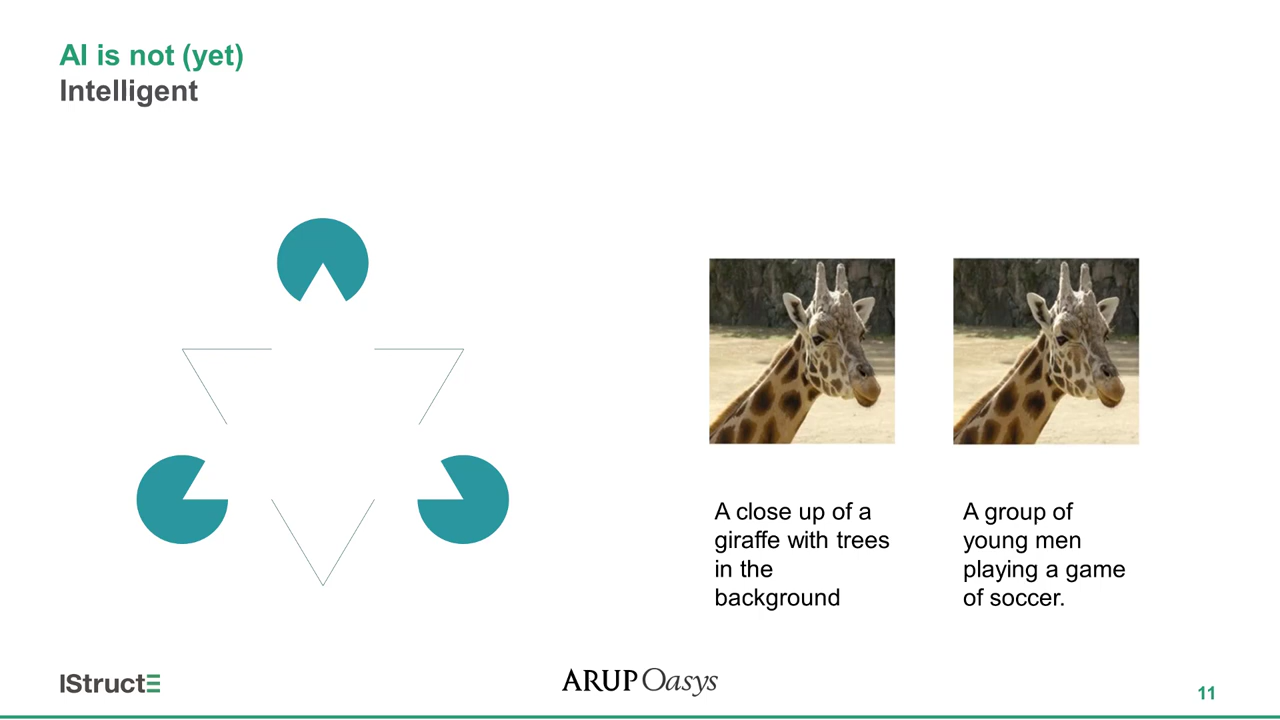 AI is not (yet)
Intelligent
A close up of a
giraffe with trees
in the
background
A group of
young men
playing a game
of soccer.
IStructE
ARUP Oasys
11